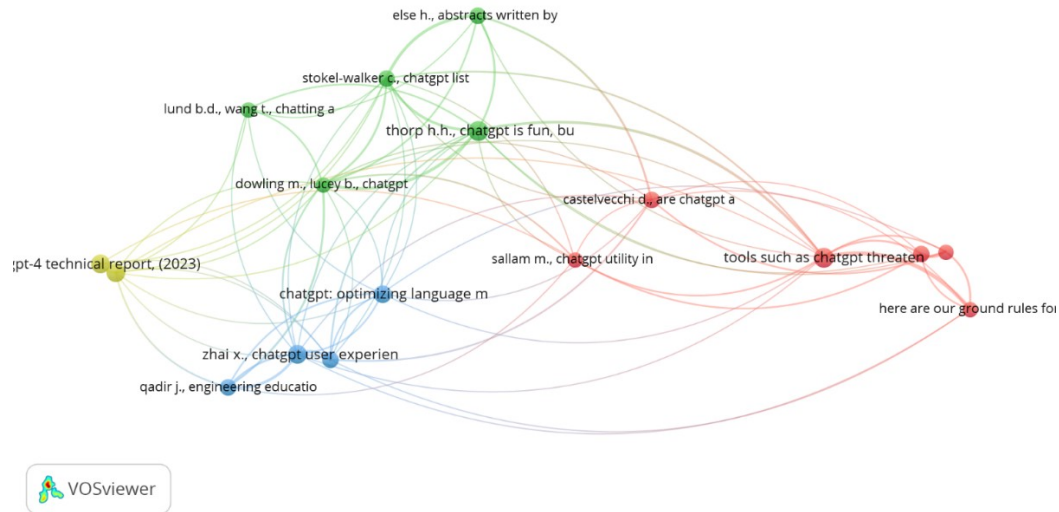 else h., abstracts written by
stokel-walker c., chatgpt list
lund b.d., wang t., chatting a
thorp h.h., chatgpt is fun, bu
dowling m., lucey b., chatgpt
castelvecchi d., are chatgpt a
sallam m., chatgpt utility in
tools such as chatgpt threaten
pt-4 technical report, (2023)
chatgpt: optimizing language m
here are our ground rules for
zhai x., chatgpt user experien
qadir j., engineering educatio
VOSviewer